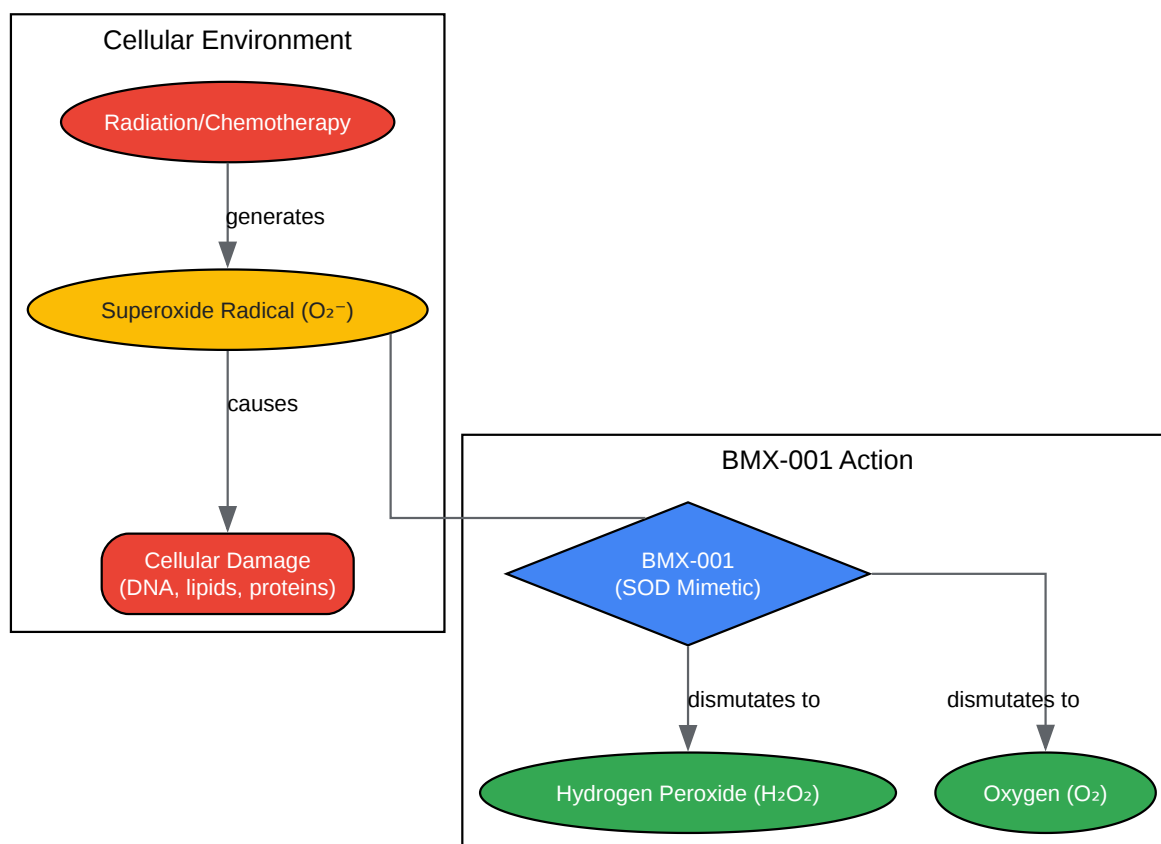 Cellular Environment
Radiation/Chemotherapy
generates
Superoxide Radical (O₂⁻)
causes
Cellular Damage
(DNA, lipids, proteins)
BMX-001 Action
BMX-001
(SOD Mimetic)
dismutates to
dismutates to
Hydrogen Peroxide (H₂O₂)
Oxygen (O₂)